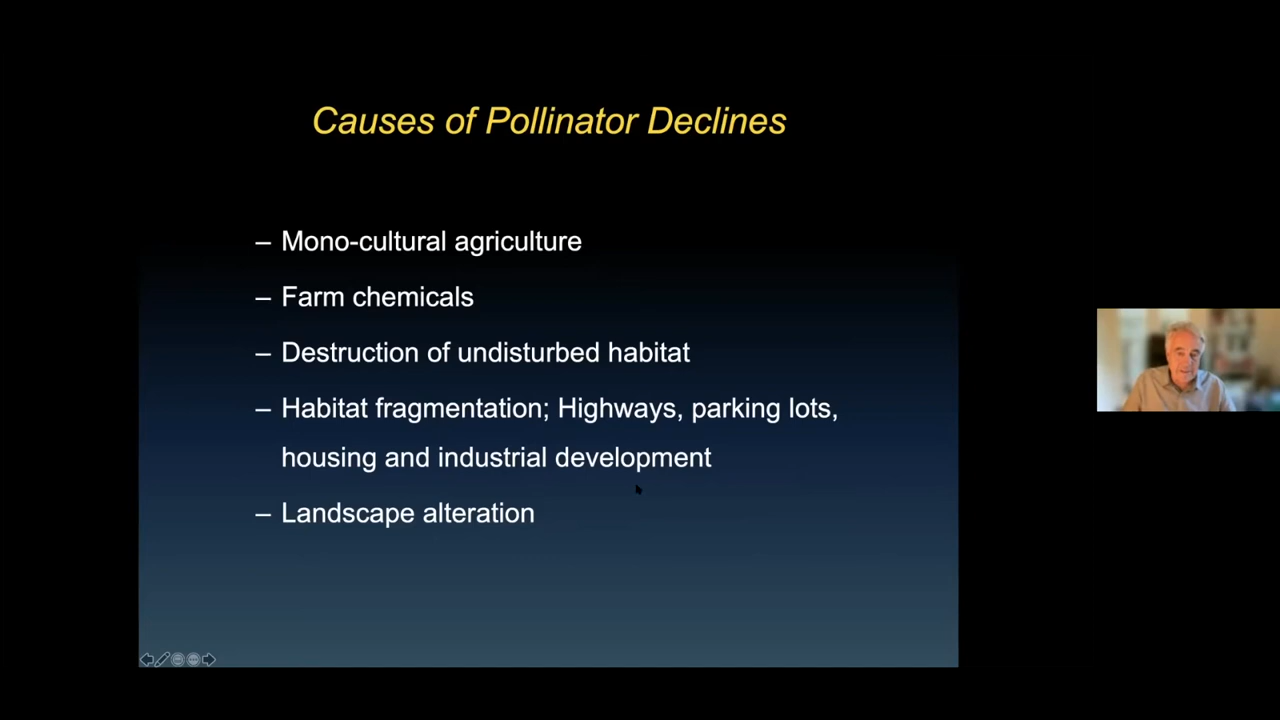 Causes of Pollinator Declines
– Mono-cultural agriculture
– Farm chemicals
– Destruction of undisturbed habitat
– Habitat fragmentation; Highways, parking lots,
housing and industrial development
– Landscape alteration